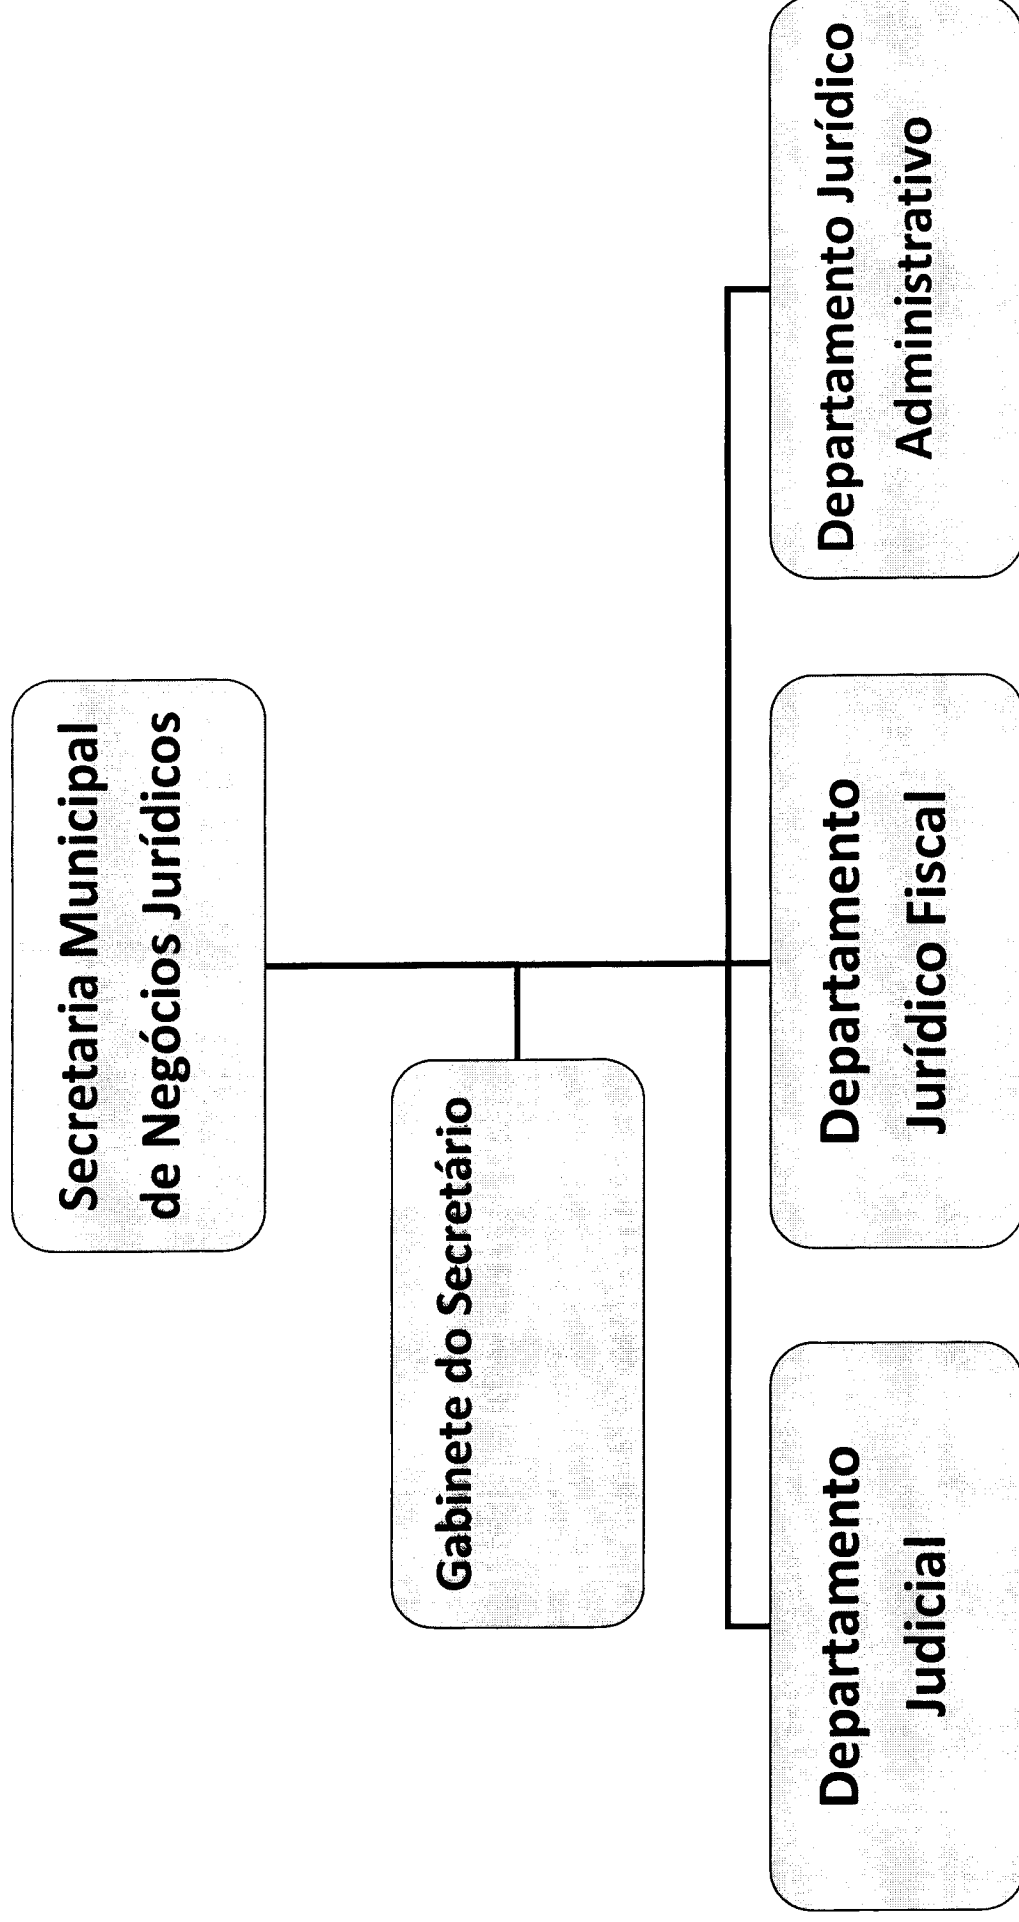 Secretaria Municipal
de Negócios Jurídicos
Gabinete do Secretário
Departamento
Judicial
Departamento
Jurídico Fiscal
Departamento Jurídico
Administrativo